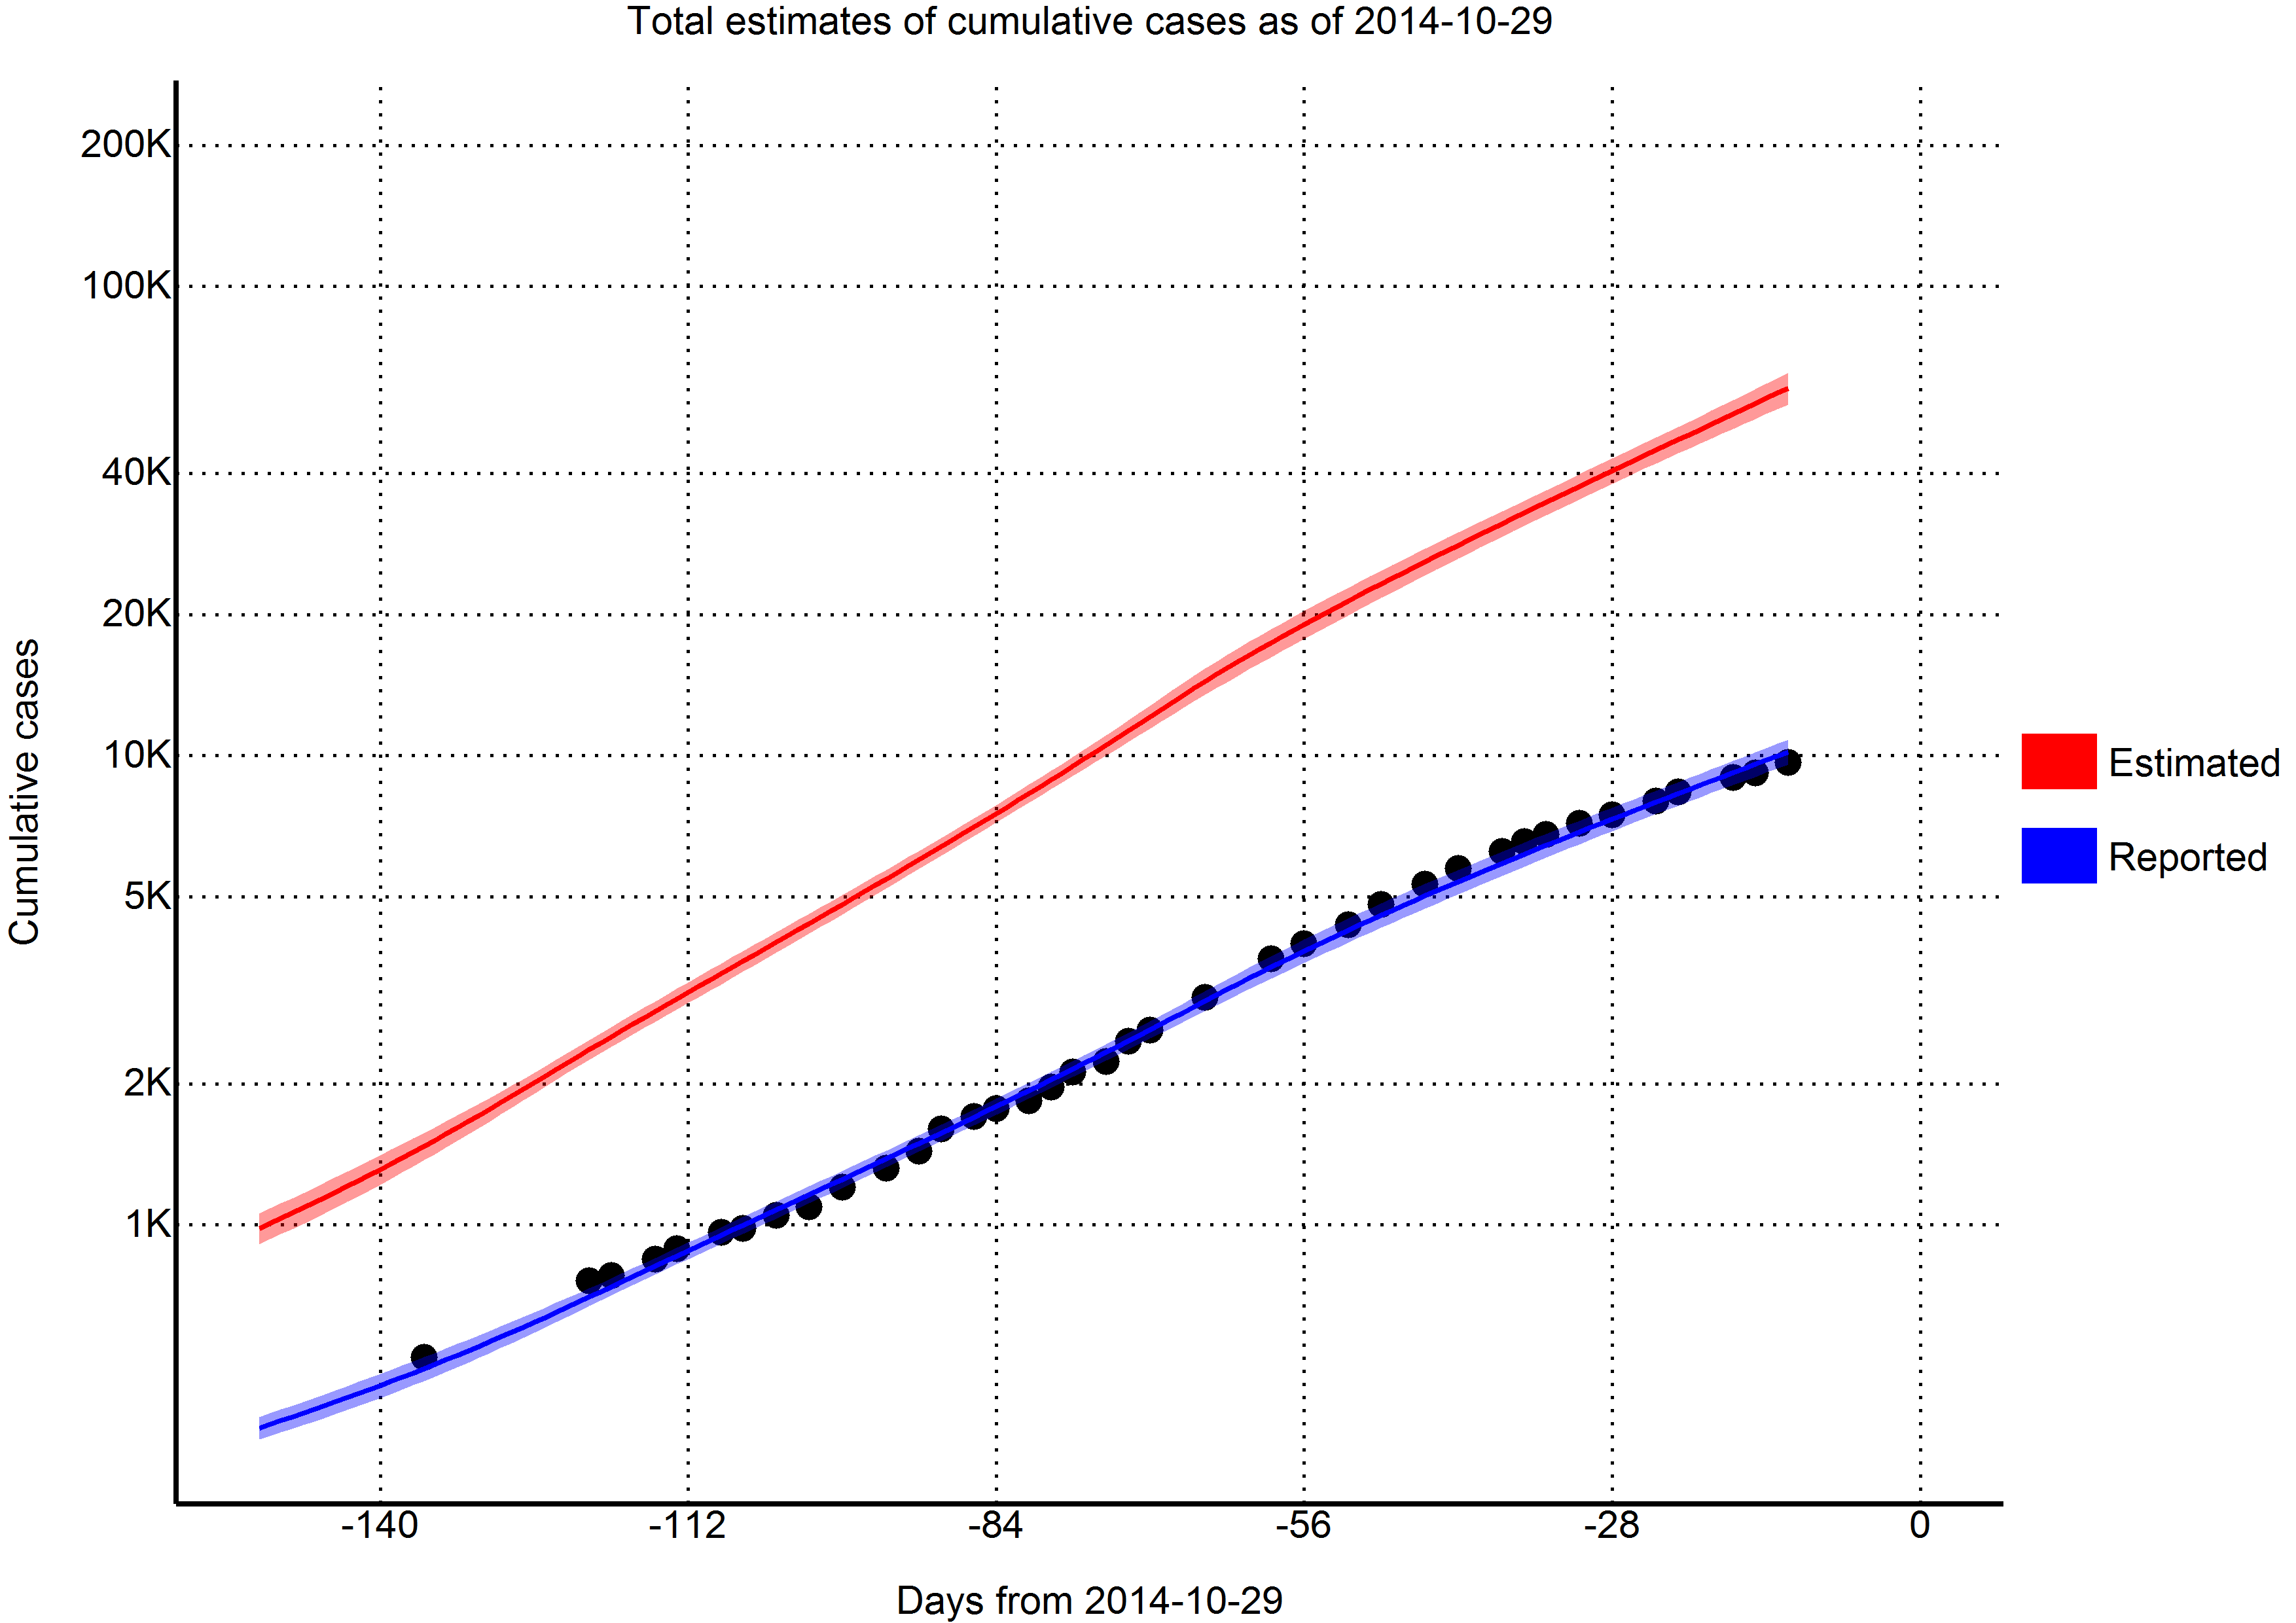 Total estimates of cumulative cases as of 2014-10-29
200K
100K
40K
20K
10K
5K
2K
1K
Cumulative cases
Estimated
Reported
-140
-112
-84
-56
-28
0
Days from 2014-10-29